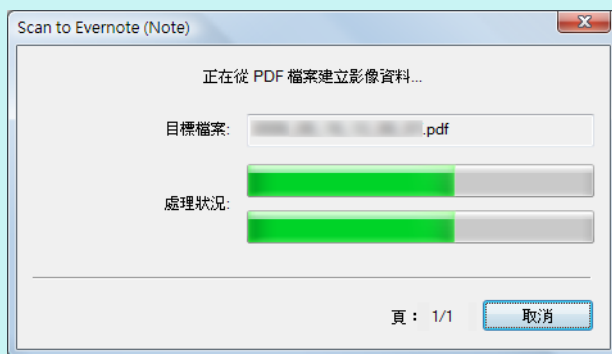 Scan to Evernote (Note)
正在從 PDF 檔案建立影像資料...
目標檔案: .pdf
處理狀況:
頁： 1/1 取消